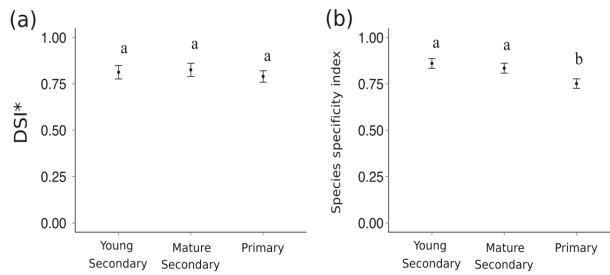 (a)
DSI*
1.00
0.75
0.50
0.25
0.00
a
a
a
Young
Secondary
Mature
Secondary
Primary
(b)
Species specificity index
1.00
0.75
0.50
0.25
0.00
a
a
b
Young
Secondary
Mature
Secondary
Primary